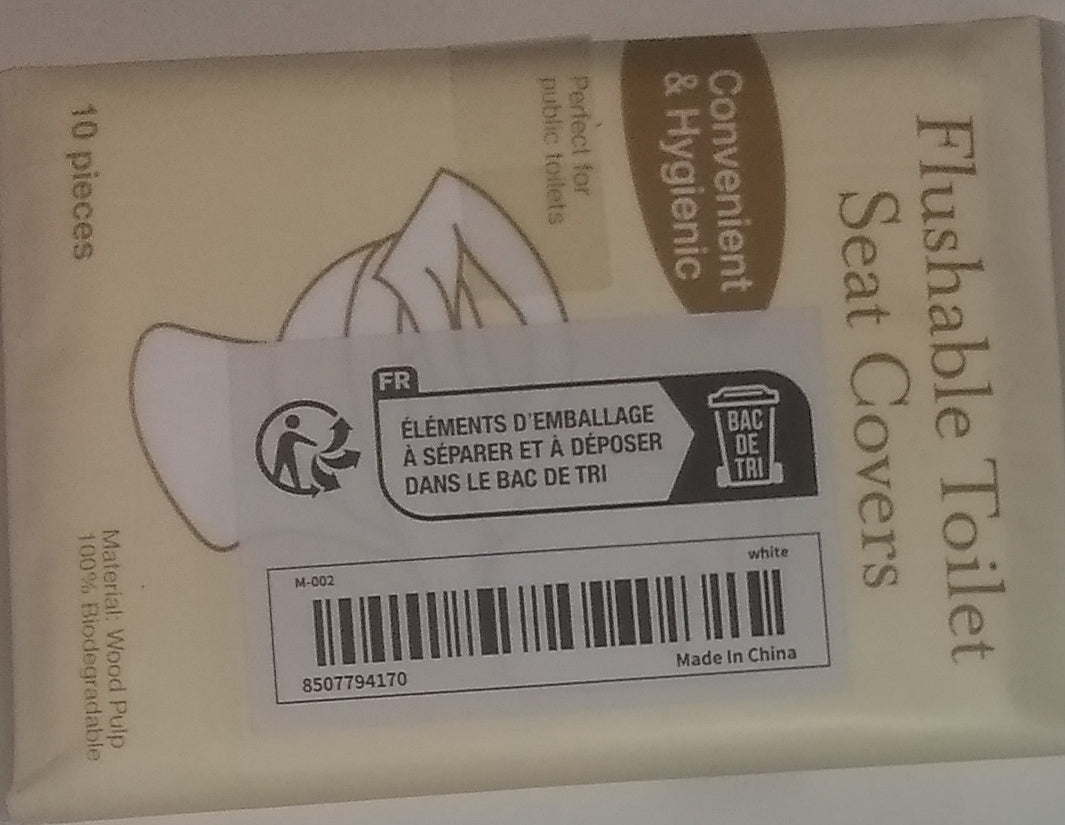 Flushable Toilet
Seat Covers
Convenient
& Hygienic
Perfect for
public toilets
10 pieces
Material: Wood Pulp
100% Biodegradable
FR
ÉLÉMENTS D'EMBALLAGE
À SÉPARER ET À DÉPOSER
DANS LE BAC DE TRI
BAC
DE
TRI
M-002
white
8507794170
Made In China